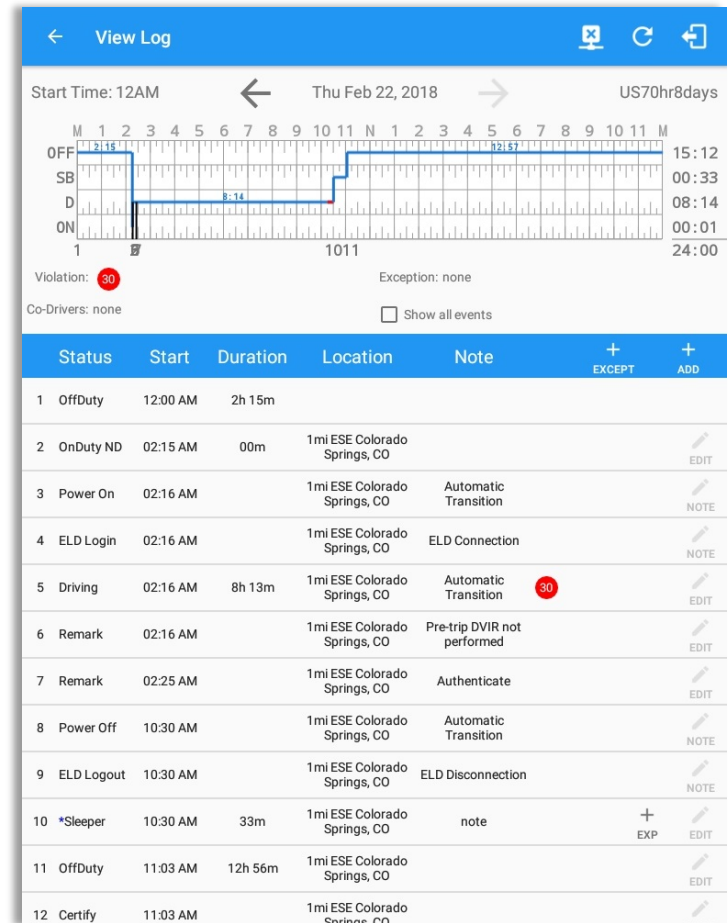 View Log
Start Time: 12AM Thu Feb 22, 2018 US70hr8days
M 1 2 3 4 5 6 7 8 9 10 11 N 1 2 3 4 5 6 7 8 9 10 11 M
OFF 2:15 12:57 15:12
SB 00:33
D 8:14 08:14
ON 00:01
1 1011 24:00
Violation: 30 Exception: none
Co-Drivers: none Show all events
Status Start Duration Location Note + EXCEPT + ADD
1 OffDuty 12:00 AM 2h 15m
2 OnDuty ND 02:15 AM 00m 1mi ESE Colorado
Springs, CO EDIT
3 Power On 02:16 AM 1mi ESE Colorado Automatic
Springs, CO Transition NOTE
4 ELD Login 02:16 AM 1mi ESE Colorado ELD Connection
Springs, CO NOTE
5 Driving 02:16 AM 8h 13m 1mi ESE Colorado Automatic 30
Springs, CO Transition EDIT
6 Remark 02:16 AM 1mi ESE Colorado Pre-trip DVIR not
Springs, CO performed EDIT
7 Remark 02:25 AM 1mi ESE Colorado Authenticate
Springs, CO EDIT
8 Power Off 10:30 AM 1mi ESE Colorado Automatic
Springs, CO Transition NOTE
9 ELD Logout 10:30 AM 1mi ESE Colorado ELD Disconnection
Springs, CO NOTE
10 *Sleeper 10:30 AM 33m 1mi ESE Colorado note +
Springs, CO EXP EDIT
11 OffDuty 11:03 AM 12h 56m 1mi ESE Colorado
Springs, CO EDIT
12 Certify 11:03 AM 1mi ESE Colorado
Springs, CO